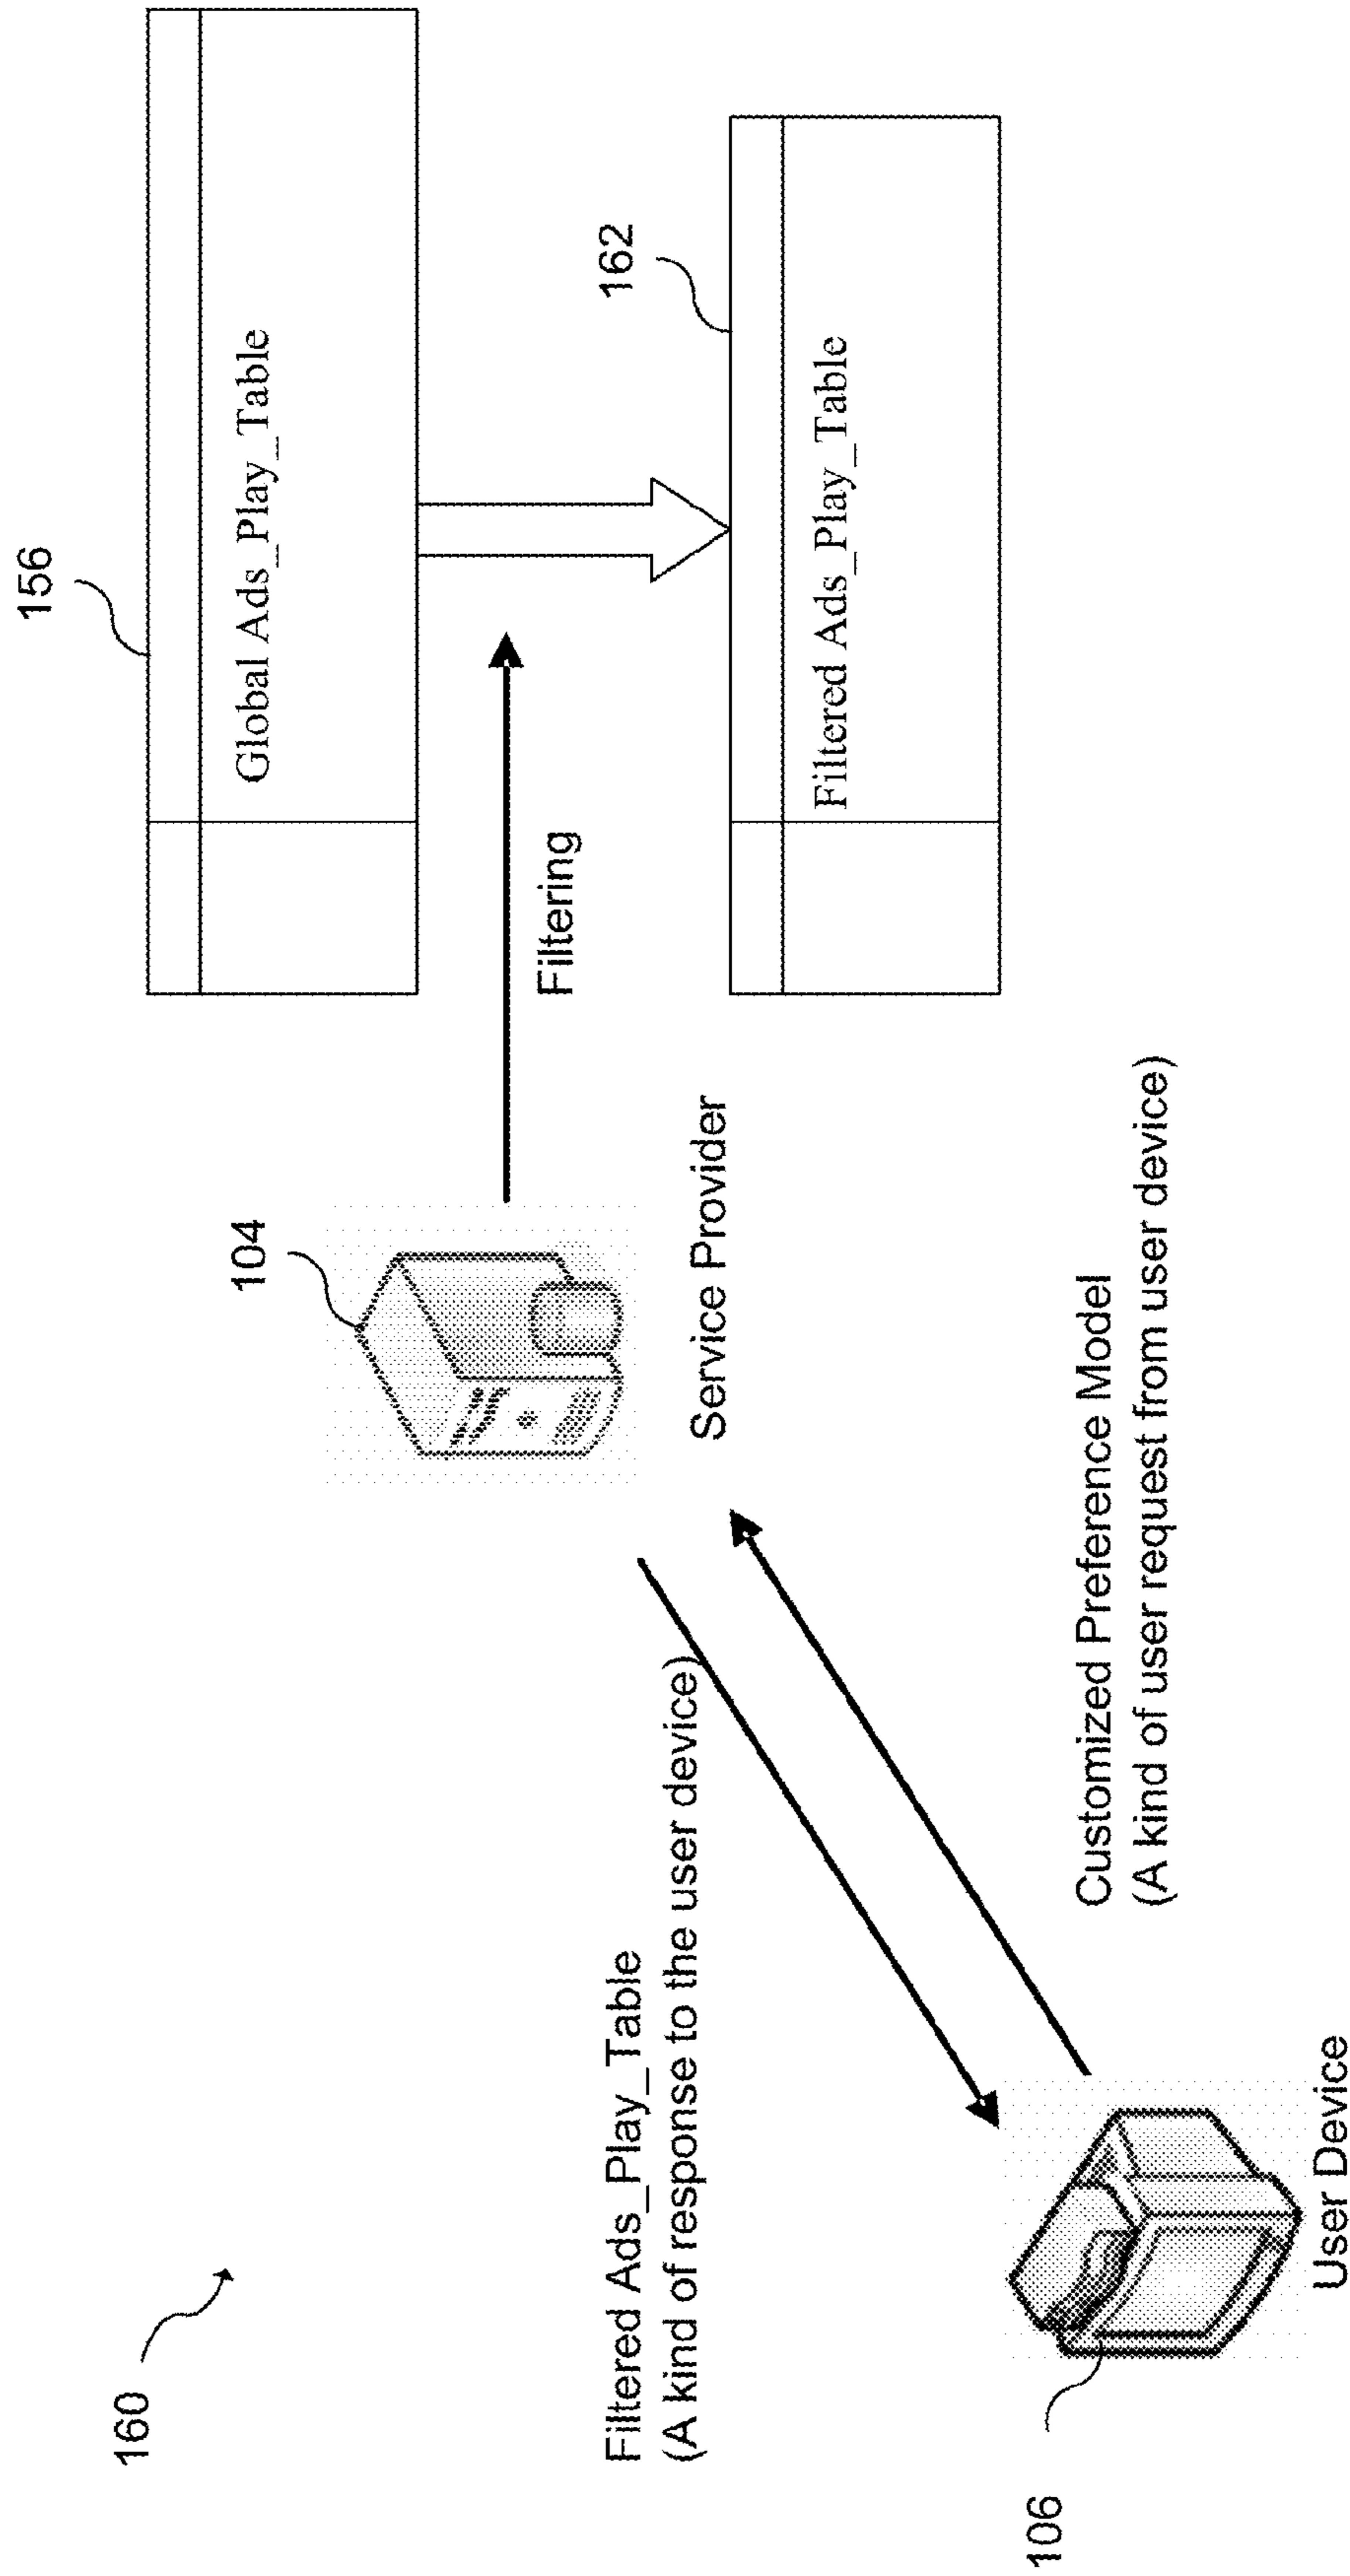 160
156
Global Ads_Play_Table
104
Filtering
162
Service Provider
Filtered Ads_Play_Table
Filtered Ads_Play_Table
(A kind of response to the user device)
Customized Preference Model
(A kind of user request from user device)
106
User Device